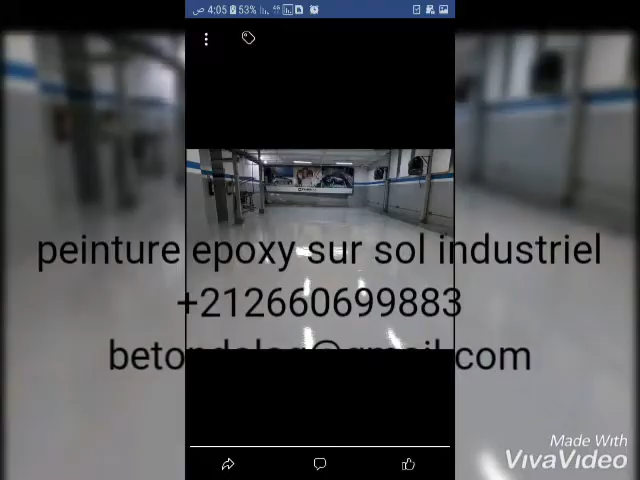 4:05 ص 53%
peinture epoxy sur sol industriel
+212660699883
Made With
VivaVideo